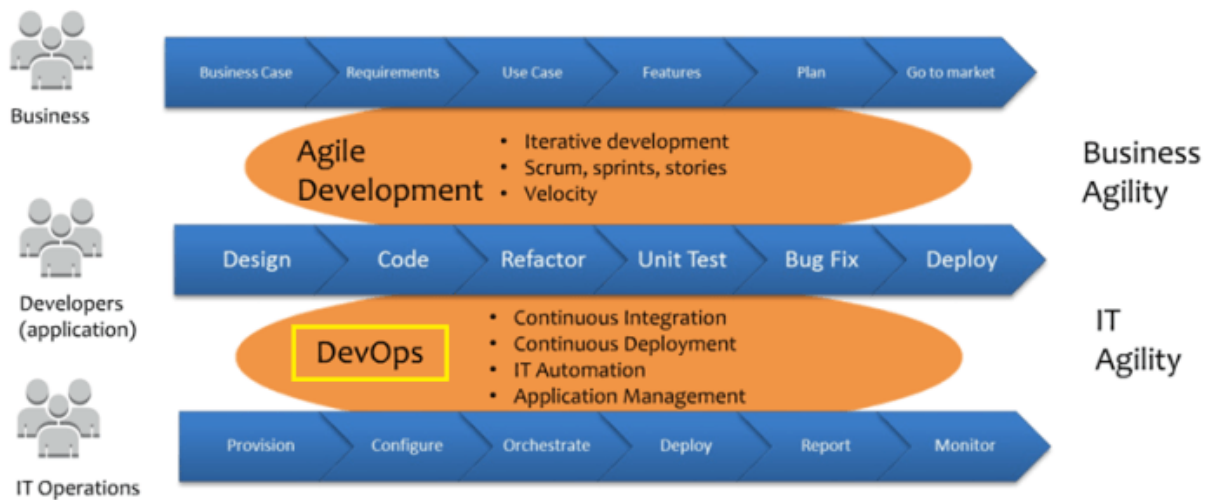 Business Case Requirements Use Case Features Plan Go to market
Business
Agile
Development
• Iterative development
• Scrum, sprints, stories
• Velocity
Business
Agility
Design Code Refactor Unit Test Bug Fix Deploy
Developers
(application)
DevOps
• Continuous Integration
• Continuous Deployment
• IT Automation
• Application Management
IT
Agility
Provision Configure Orchestrate Deploy Report Monitor
IT Operations